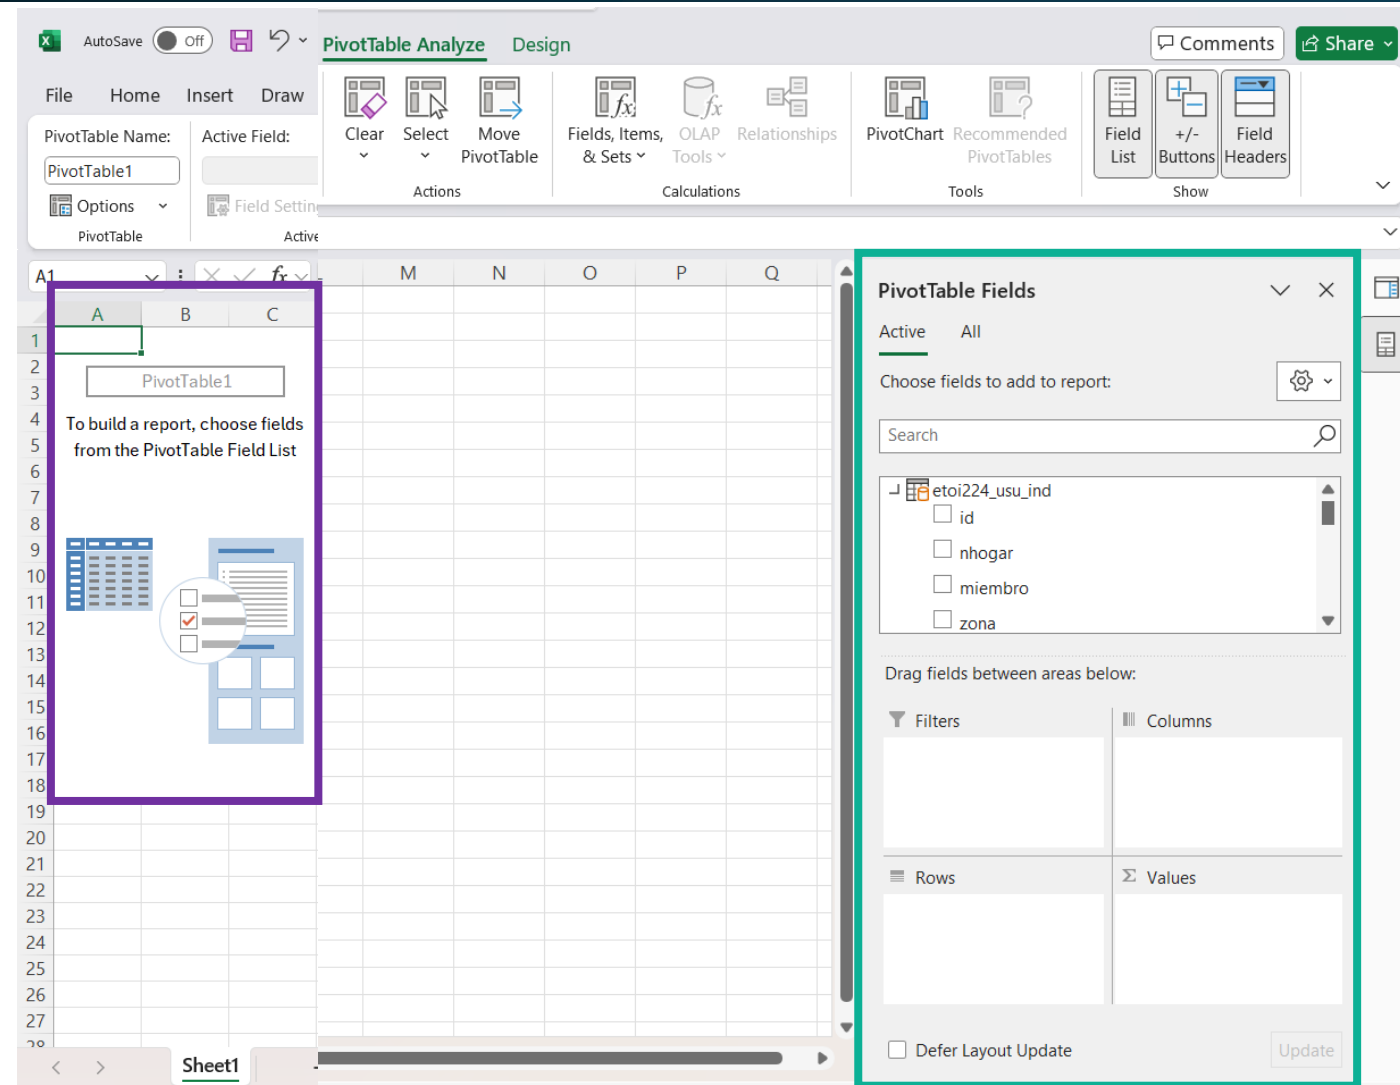 AutoSave Off
PivotTable Analyze Design
Comments Share
File Home Insert Draw
PivotTable Name: Active Field:
PivotTable1
Options Field Settin
PivotTable Active
Clear Select Move PivotTable
Actions
Fields, Items, & Sets OLAP Tools Relationships
Calculations
PivotChart Recommended PivotTables
Tools
Field List +/- Buttons Field Headers
Show
A1 fx
A B C M N O P Q
1
2
3
4
5
6
7
8
9
10
11
12
13
14
15
16
17
18
19
20
21
22
23
24
25
26
27
28
PivotTable1
To build a report, choose fields
from the PivotTable Field List
Sheet1
PivotTable Fields
Active All
Choose fields to add to report:
Search
etoi224_usu_ind
id
nhogar
miembro
zona
Drag fields between areas below:
Filters Columns
Rows Σ Values
Defer Layout Update Update